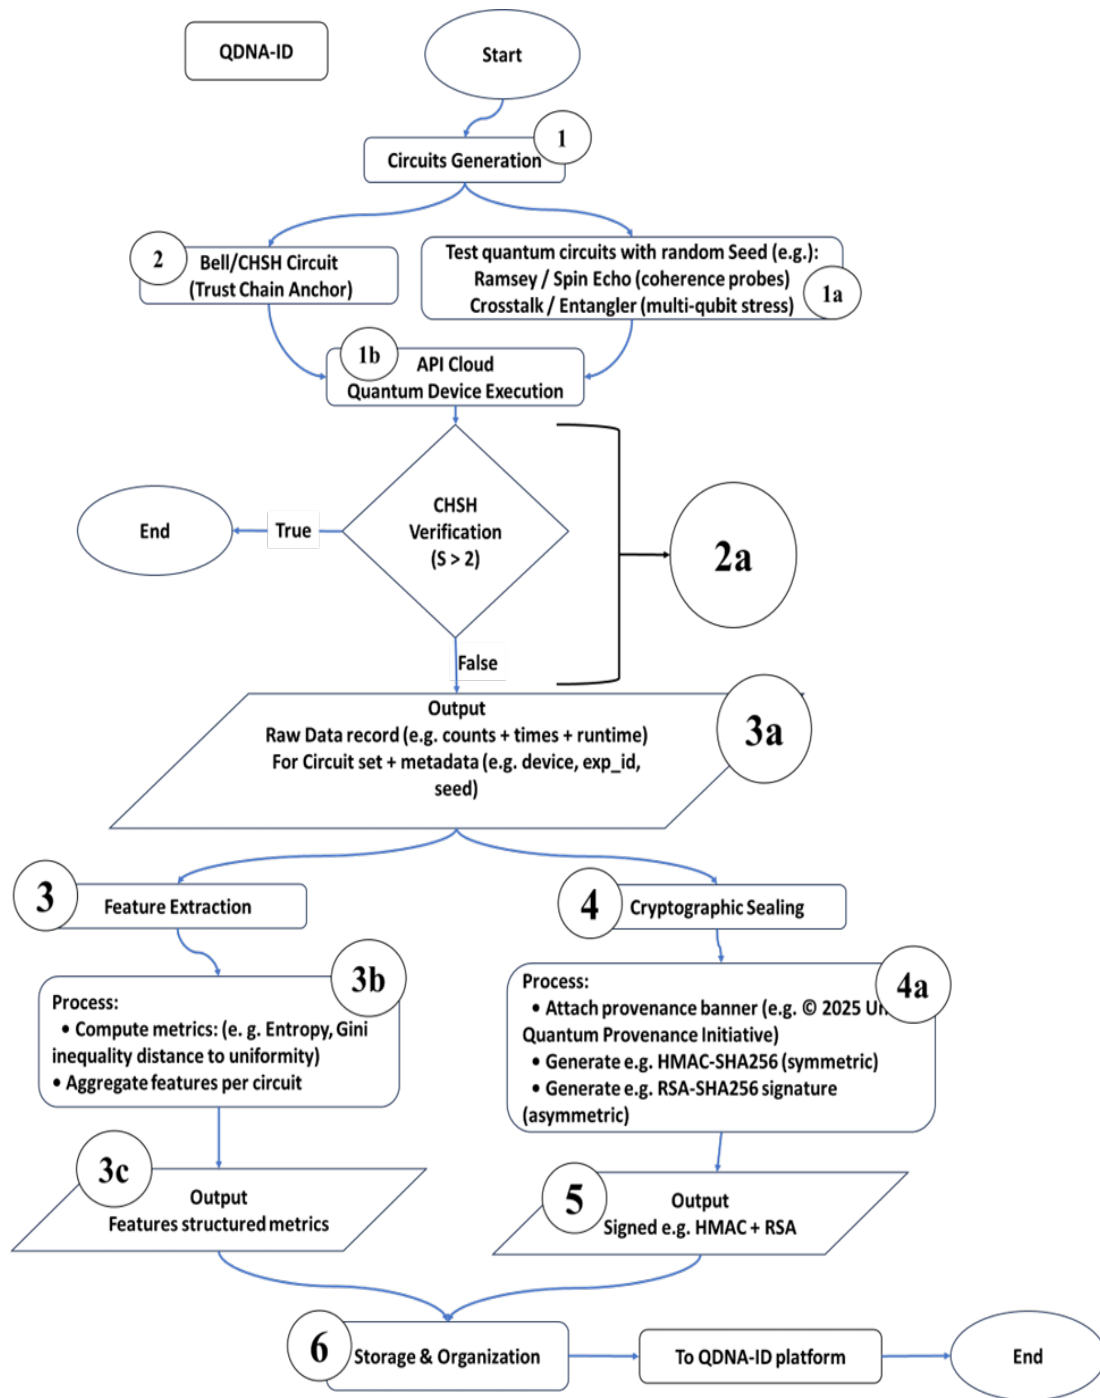 QDNA-ID
Start
1
Circuits Generation
2
Bell/CHSH Circuit
(Trust Chain Anchor)
Test quantum circuits with random Seed (e.g.):
Ramsey / Spin Echo (coherence probes)
Crosstalk / Entangler (multi-qubit stress)
1a
1b
API Cloud
Quantum Device Execution
CHSH
Verification
(S > 2)
True
End
2a
False
Output
Raw Data record (e.g. counts + times + runtime)
For Circuit set + metadata (e.g. device, exp_id,
seed)
3a
3
Feature Extraction
4
Cryptographic Sealing
3b
Process:
• Compute metrics: (e. g. Entropy, Gini
inequality distance to uniformity)
• Aggregate features per circuit
4a
Process:
• Attach provenance banner (e.g. © 2025
Quantum Provenance Initiative)
• Generate e.g. HMAC-SHA256 (symmetric)
• Generate e.g. RSA-SHA256 signature
(asymmetric)
3c
Output
Features structured metrics
5
Output
Signed e.g. HMAC + RSA
6
Storage & Organization
To QDNA-ID platform
End